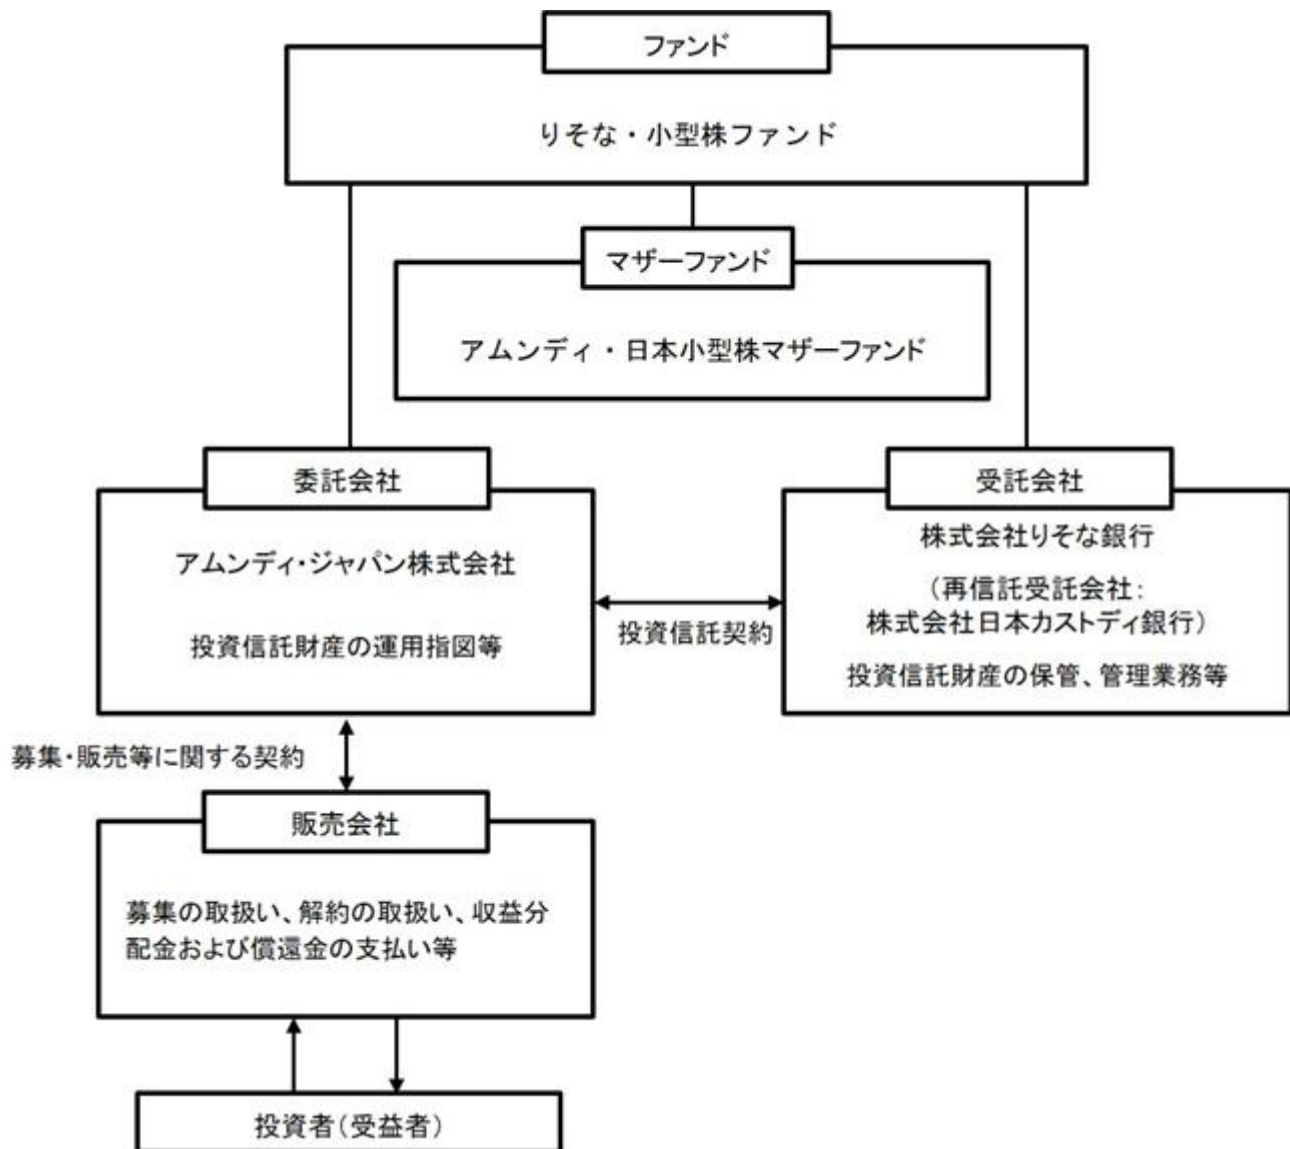 ファンド
りそな・小型株ファンド
マザーファンド
アムンディ・日本小型株マザーファンド
委託会社
アムンディ・ジャパン株式会社
投資信託財産の運用指図等
投資信託契約
受託会社
株式会社りそな銀行
（再信託受託会社：
株式会社日本カストディ銀行）
投資信託財産の保管、管理業務等
募集・販売等に関する契約
販売会社
募集の取扱い、解約の取扱い、収益分
配金および償還金の支払い等
投資者（受益者）